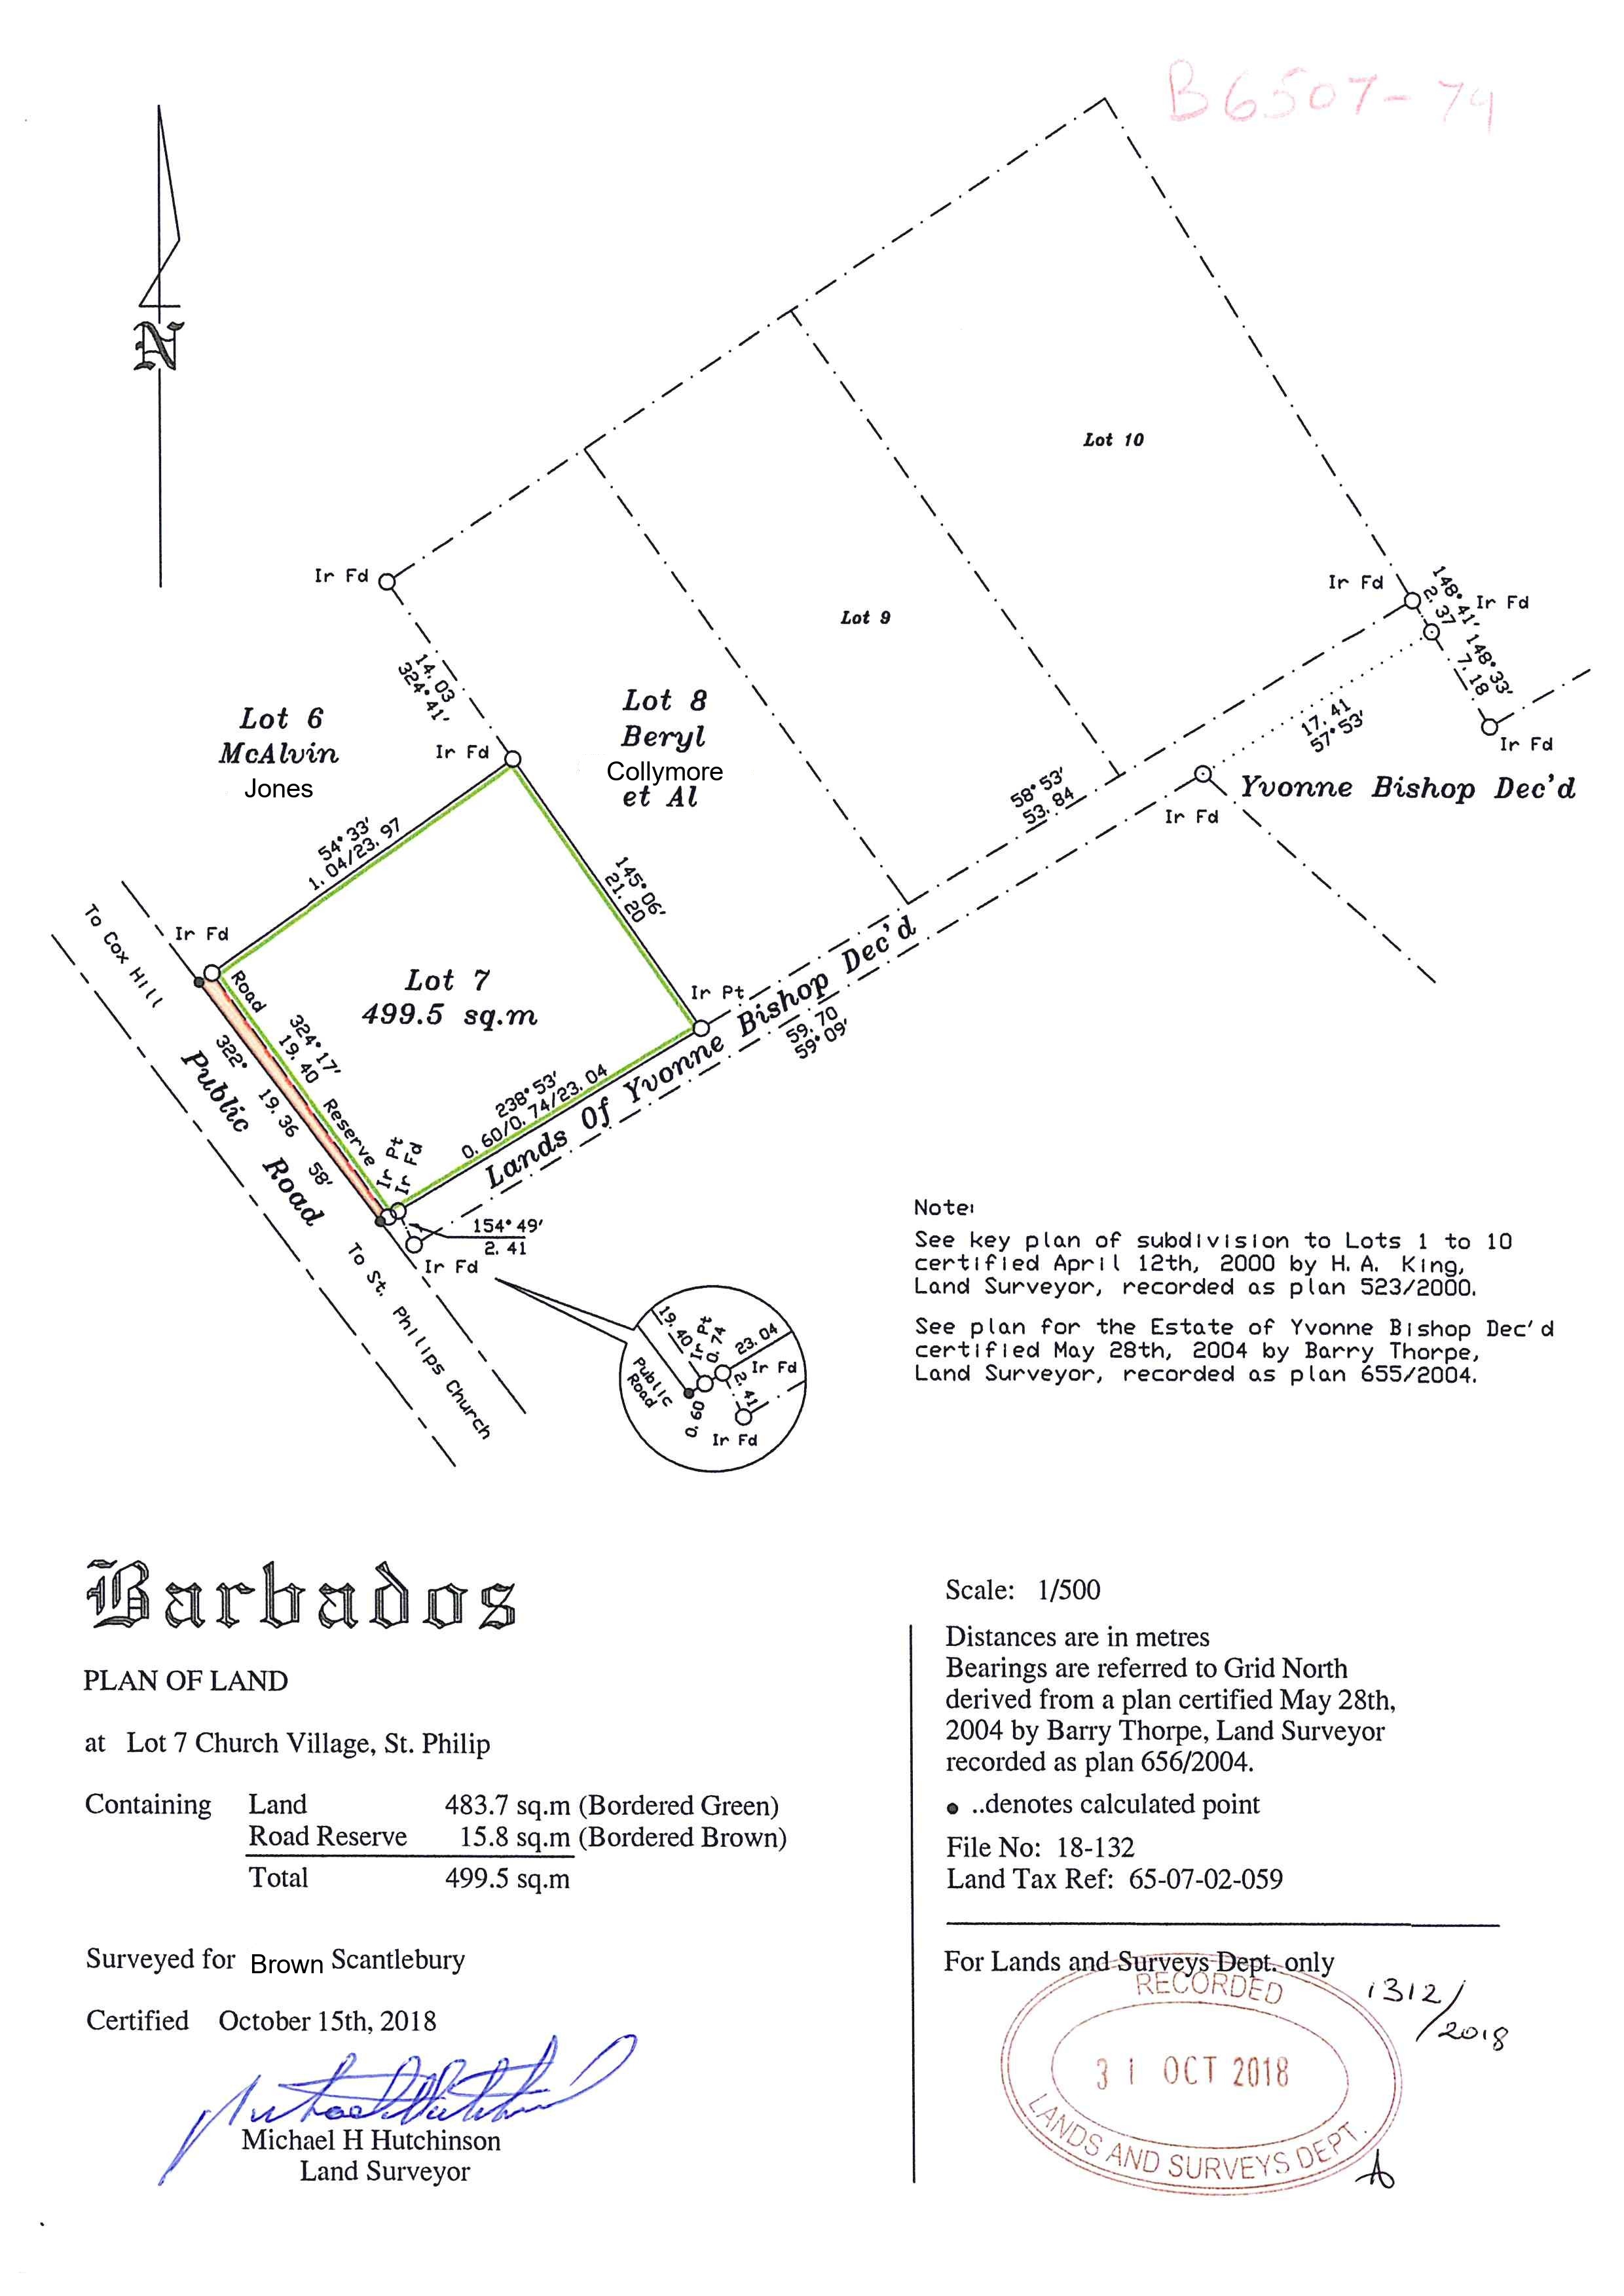 B6507-74
N
Lot 10
Ir Fd
Lot 9
Ir Fd
148°41'
2.37
Ir Fd
148°33'
7.18
Ir Fd
17.41
57°53'
14.03
324°41'
Lot 6
McAlvin
Jones
Ir Fd
Lot 8
Beryl
Collymore
et Al
58°53'
53.84
Ir Fd
Yvonne Bishop Dec'd
54°33'
1.04/23.97
145°06'
21.20
To Cox Hill
Ir Fd
Lot 7
499.5 sq.m
Ir Pt
Road Reserve
324°17'
19.40
322° 19.36 58'
Public Road
238°53'
0.60/0.74/23.04
Lands Of Yvonne Bishop Dec'd
59.70
59°09'
Ir Pt
Ir Fd
154°49'
2.41
Ir Fd
To St. Philips Church
19.40
Ir Pt
0.74
23.04
Ir Fd
Public
Road
2.41
0.60
Ir Fd
Note:
See key plan of subdivision to Lots 1 to 10
certified April 12th, 2000 by H.A. King,
Land Surveyor, recorded as plan 523/2000.
See plan for the Estate of Yvonne Bishop Dec'd
certified May 28th, 2004 by Barry Thorpe,
Land Surveyor, recorded as plan 655/2004.
Barbados
PLAN OF LAND
at Lot 7 Church Village, St. Philip
Containing Land 483.7 sq.m (Bordered Green)
Road Reserve 15.8 sq.m (Bordered Brown)
Total 499.5 sq.m
Surveyed for Brown Scantlebury
Certified October 15th, 2018
Michael H Hutchinson
Land Surveyor
Scale: 1/500
Distances are in metres
Bearings are referred to Grid North
derived from a plan certified May 28th,
2004 by Barry Thorpe, Land Surveyor
recorded as plan 656/2004.
..denotes calculated point
File No: 18-132
Land Tax Ref: 65-07-02-059
For Lands and Surveys Dept. only
RECORDED
31 OCT 2018
LANDS AND SURVEYS DEPT.
1312/
/2018